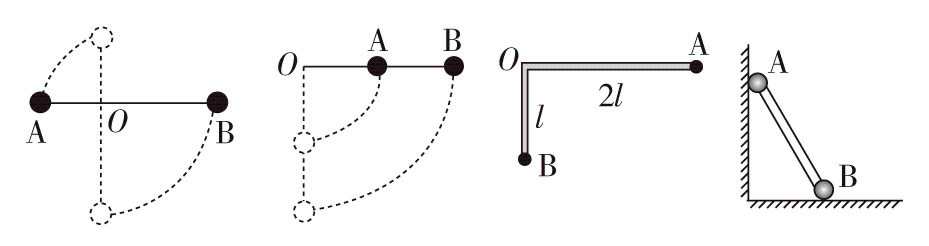 A O B
O A B
O A 2l l B
A B